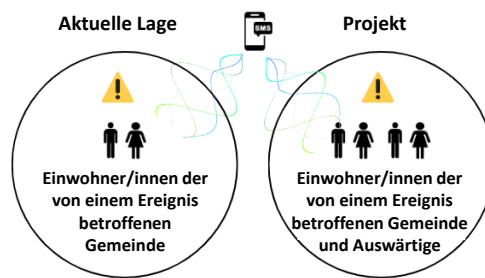 Aktuelle Lage
SMS
Projekt
Einwohner/innen der
von einem Ereignis
betroffenen
Gemeinde
Einwohner/innen der
von einem Ereignis
betroffenen Gemeinde
und Auswärtige